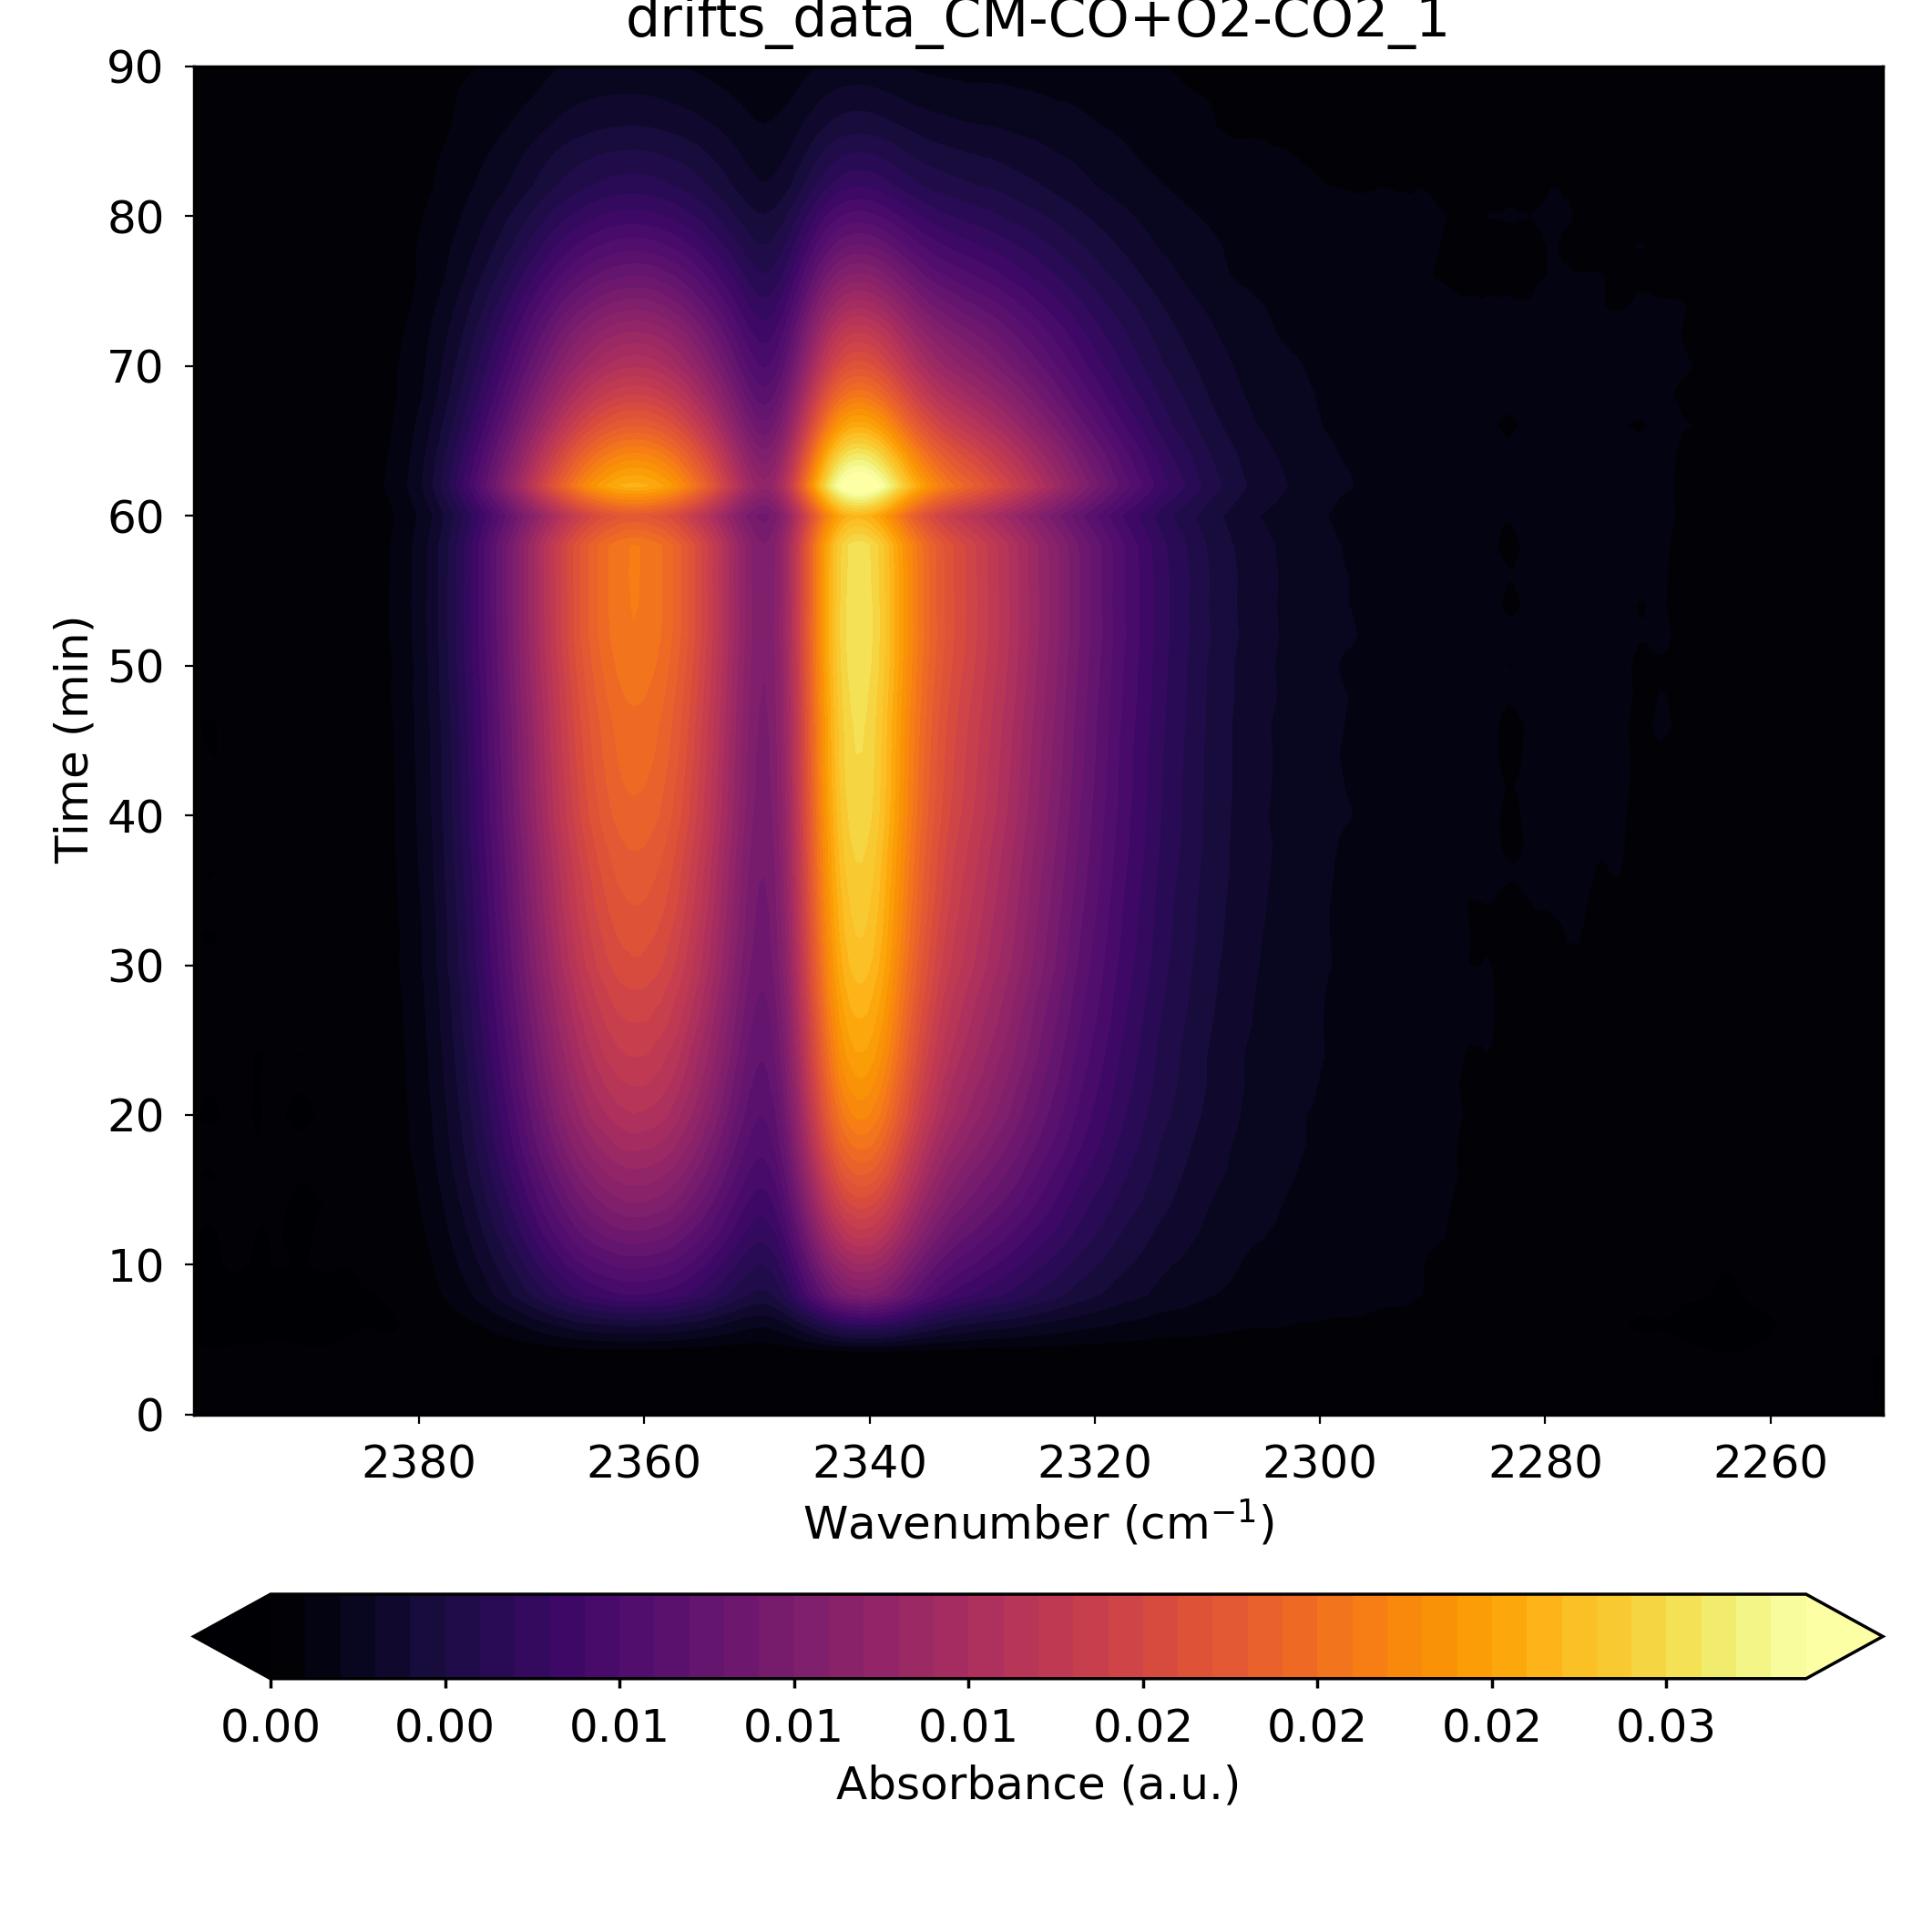 drifts_data_CM-CO+O2-CO2_1
90
80
70
60
50
40
30
20
10
0
Time (min)
2380 2360 2340 2320 2300 2280 2260
Wavenumber (cm⁻¹)
0.00 0.00 0.01 0.01 0.01 0.02 0.02 0.02 0.03
Absorbance (a.u.)